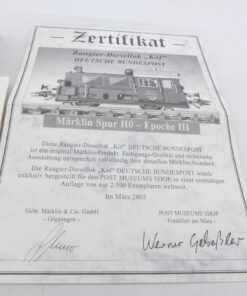 Zertifikat
Rangier-Diesellok „Köf"
DEUTSCHE BUNDESPOST
Märklin Spur H0 – Epoche III
Diese Rangier-Diesellok „Köf" DEUTSCHE BUNDESPOST
ist ein original Märklin-Produkt. Fertigungs-Qualität und technische
Ausstattung entsprechen vollständig dem aktuellen Märklin-Standard.
Die Rangier-Diesellok „Köf" DEUTSCHE BUNDESPOST wurde
exklusiv hergestellt für den POST MUSEUMS SHOP, in einer einmaligen
Auflage von nur 2.500 Exemplaren weltweit.
Im März 2005
Gebr. Märklin & Cie. GmbH
- Göppingen -
POST MUSEUMS SHOP
- Frankfurt am Main -
Werner